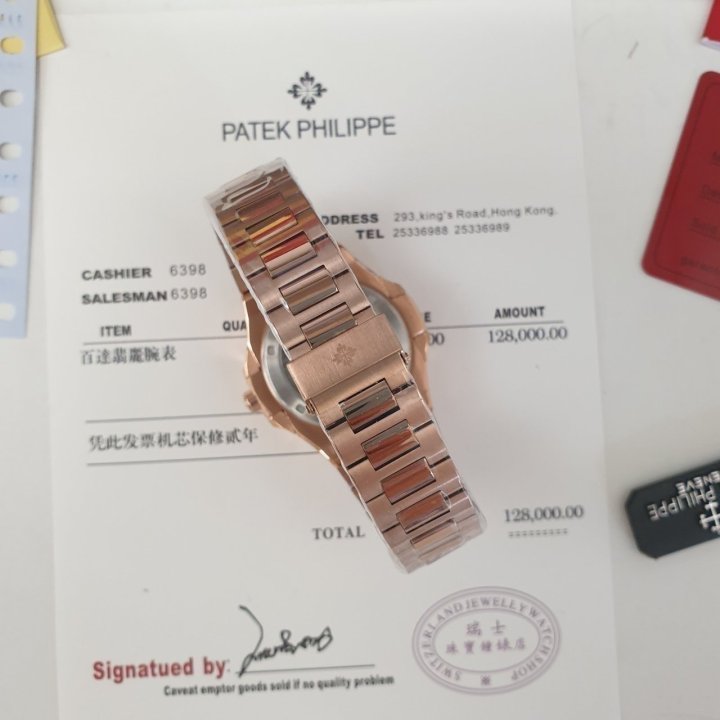 PATEK PHILIPPE
DDRESS 293,king's Road,Hong Kong.
TEL 25336988 25336989
CASHIER 6398
SALESMAN 6398
ITEM QUA E AMOUNT
百達翡麗腕表 00 128,000.00
凭此发票机芯保修贰年
TOTAL 128,000.00
=========
Signatued by:
Caveat emptor goods sold if no quality problem
SWITZERLAND JEWELLY WATCH SHOP
瑞士
珠寶鐘錶店
PHILIPPE
GENEVE